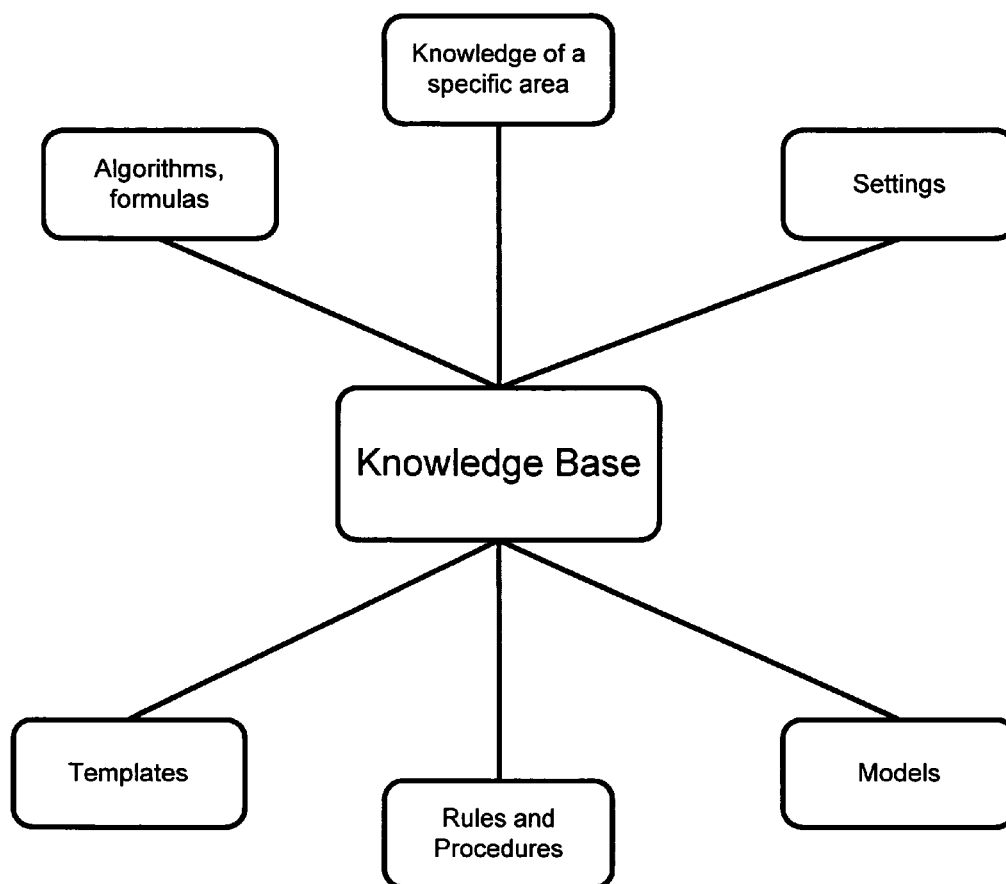 Knowledge of a
specific area
Algorithms,
formulas
Settings
Knowledge Base
Templates
Rules and
Procedures
Models